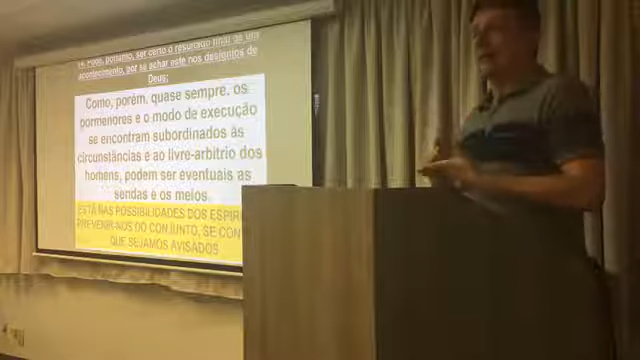 14. Pode, portanto, ser certo o resultado final de um
acontecimento, por se achar este nos desígnios de
Deus;
Como, porém, quase sempre, os
pormenores e o modo de execução
se encontram subordinados às
circunstâncias e ao livre-arbítrio dos
homens, podem ser eventuais as
sendas e os meios.
ESTÁ NAS POSSIBILIDADES DOS
PREVENIR-NOS DO CONJUNTO, SE
QUE SEJAMOS AVISADOS